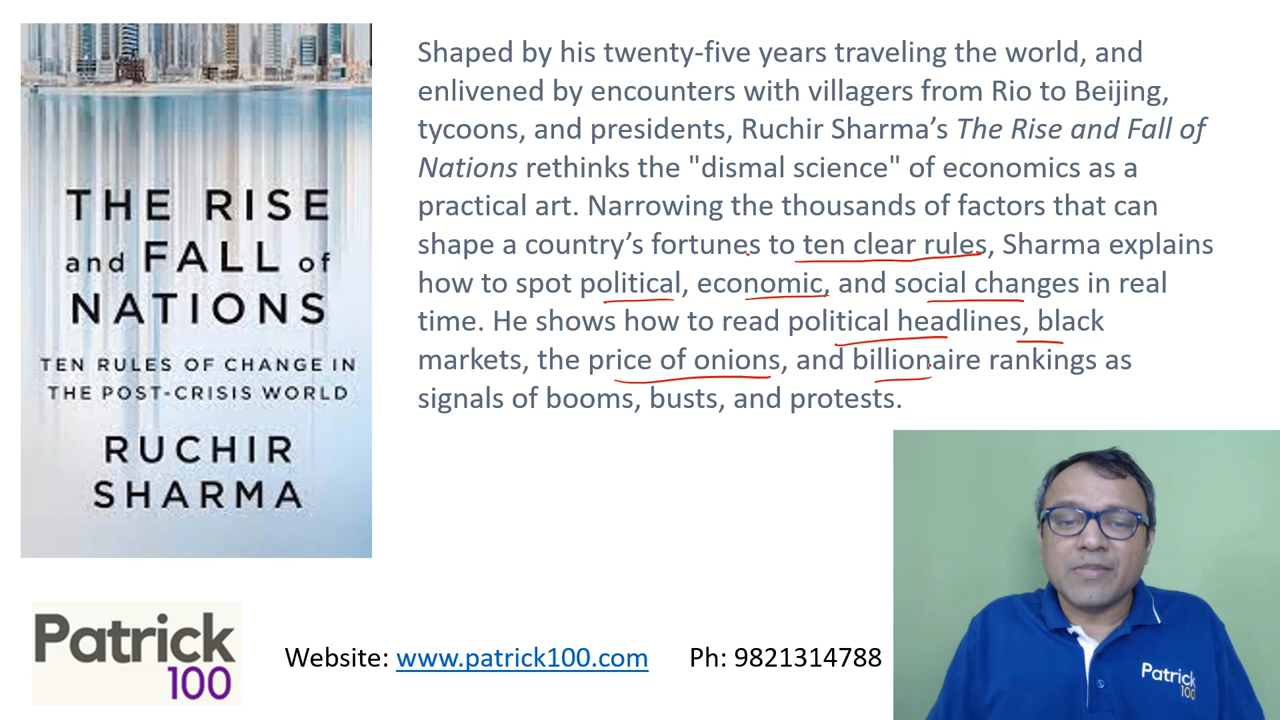 THE RISE
and FALL of
NATIONS
TEN RULES OF CHANGE IN
THE POST-CRISIS WORLD
RUCHIR
SHARMA
Shaped by his twenty-five years traveling the world, and
enlivened by encounters with villagers from Rio to Beijing,
tycoons, and presidents, Ruchir Sharma’s The Rise and Fall of
Nations rethinks the "dismal science" of economics as a
practical art. Narrowing the thousands of factors that can
shape a country’s fortunes to ten clear rules, Sharma explains
how to spot political, economic, and social changes in real
time. He shows how to read political headlines, black
markets, the price of onions, and billionaire rankings as
signals of booms, busts, and protests.
Patrick
100
Website: www.patrick100.com Ph: 9821314788
Patrick
100